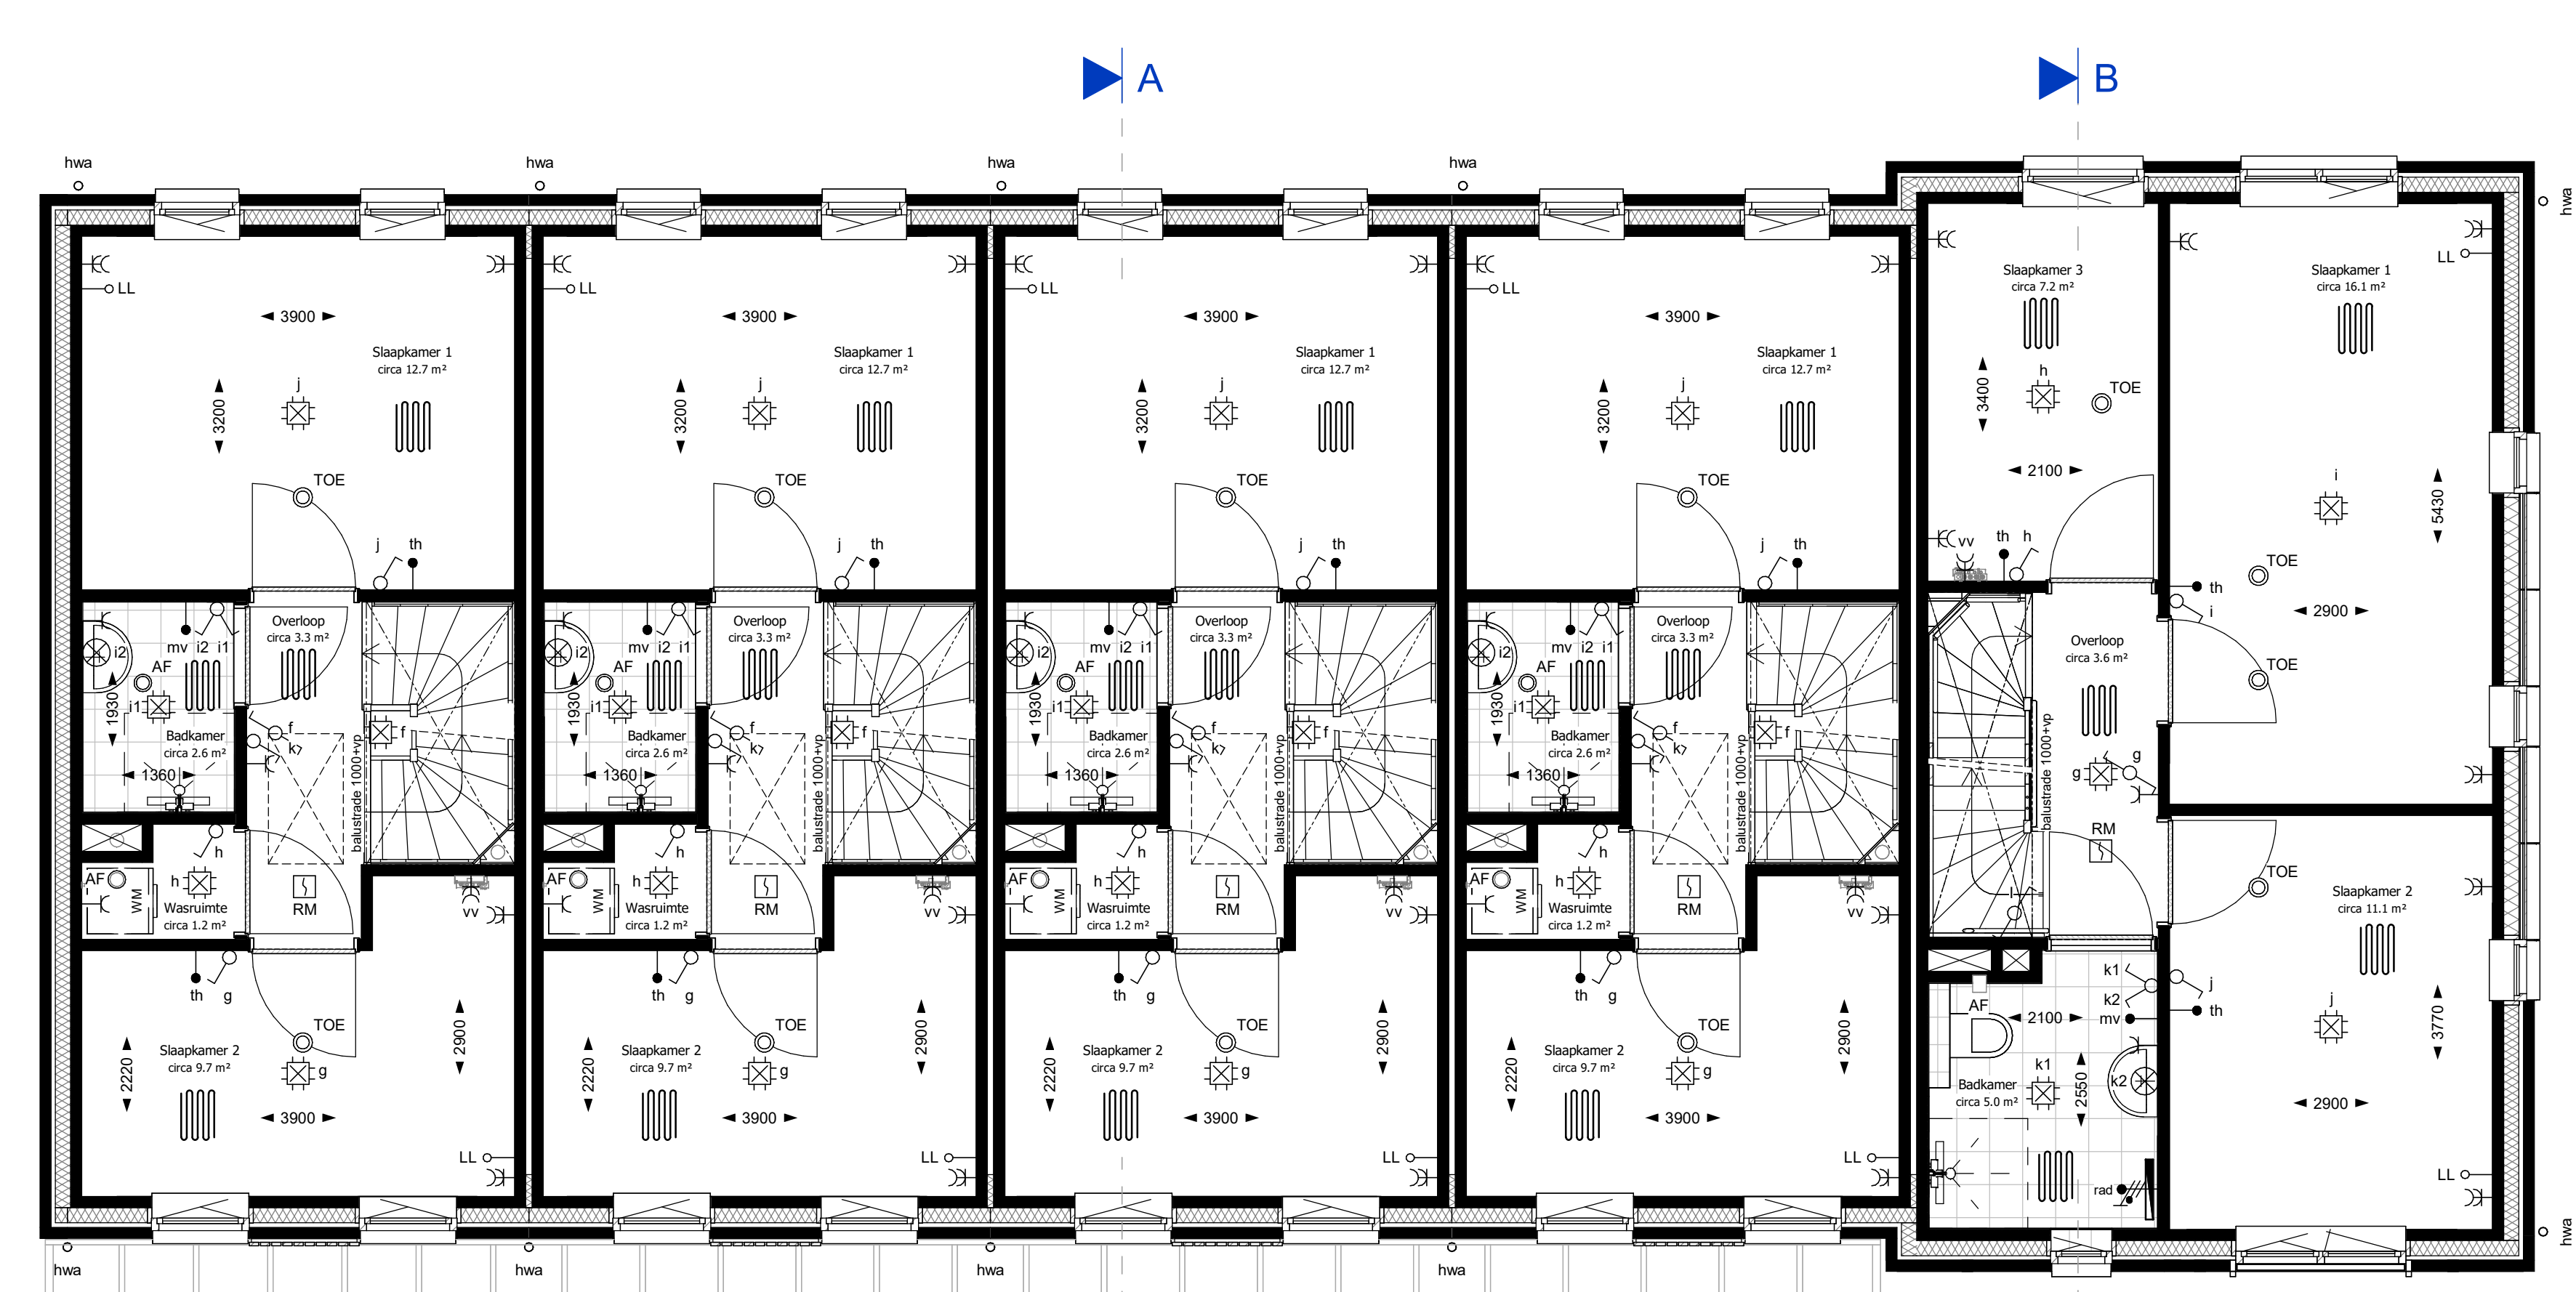 A
B
hwa
hwa
hwa
hwa
hwa
LL
3900
Slaapkamer 1
circa 12.7 m²
j
3200
TOE
j
th
i2
mv
i2
i1
AF
1930
i1
Badkamer
circa 2.6 m²
1360
Overloop
circa 3.3 m²
f
k
f
balustrade 1000+vp
h
AF
WM
h
Wasruimte
circa 1.2 m²
RM
vv
th
g
TOE
2900
2220
Slaapkamer 2
circa 9.7 m²
g
3900
LL
LL
3900
Slaapkamer 1
circa 12.7 m²
j
3200
TOE
j
th
i2
mv
i2
i1
AF
1930
i1
Badkamer
circa 2.6 m²
1360
Overloop
circa 3.3 m²
f
k
f
balustrade 1000+vp
h
AF
WM
h
Wasruimte
circa 1.2 m²
RM
vv
th
g
TOE
2900
2220
Slaapkamer 2
circa 9.7 m²
g
3900
LL
LL
3900
Slaapkamer 1
circa 12.7 m²
j
3200
TOE
j
th
i2
mv
i2
i1
AF
1930
i1
Badkamer
circa 2.6 m²
1360
Overloop
circa 3.3 m²
f
k
f
balustrade 1000+vp
h
AF
WM
h
Wasruimte
circa 1.2 m²
RM
vv
th
g
TOE
2900
2220
Slaapkamer 2
circa 9.7 m²
g
3900
LL
LL
3900
Slaapkamer 1
circa 12.7 m²
j
3200
TOE
j
th
i2
mv
i2
i1
AF
1930
i1
Badkamer
circa 2.6 m²
1360
Overloop
circa 3.3 m²
f
k
f
balustrade 1000+vp
h
AF
WM
h
Wasruimte
circa 1.2 m²
RM
vv
th
g
TOE
2900
2220
Slaapkamer 2
circa 9.7 m²
g
3900
LL
Slaapkamer 3
circa 7.2 m²
h
3400
TOE
2100
vv
th
h
Slaapkamer 1
circa 16.1 m²
LL
i
5430
TOE
th
i
2900
TOE
Overloop
circa 3.6 m²
balustrade 1000+vp
g
g
RM
TOE
Slaapkamer 2
circa 11.1 m²
j
th
j
3770
2900
LL
k1
k2
mv
AF
2100
k1
k2
2550
Badkamer
circa 5.0 m²
rad
hwa
hwa
hwa
hwa
hwa